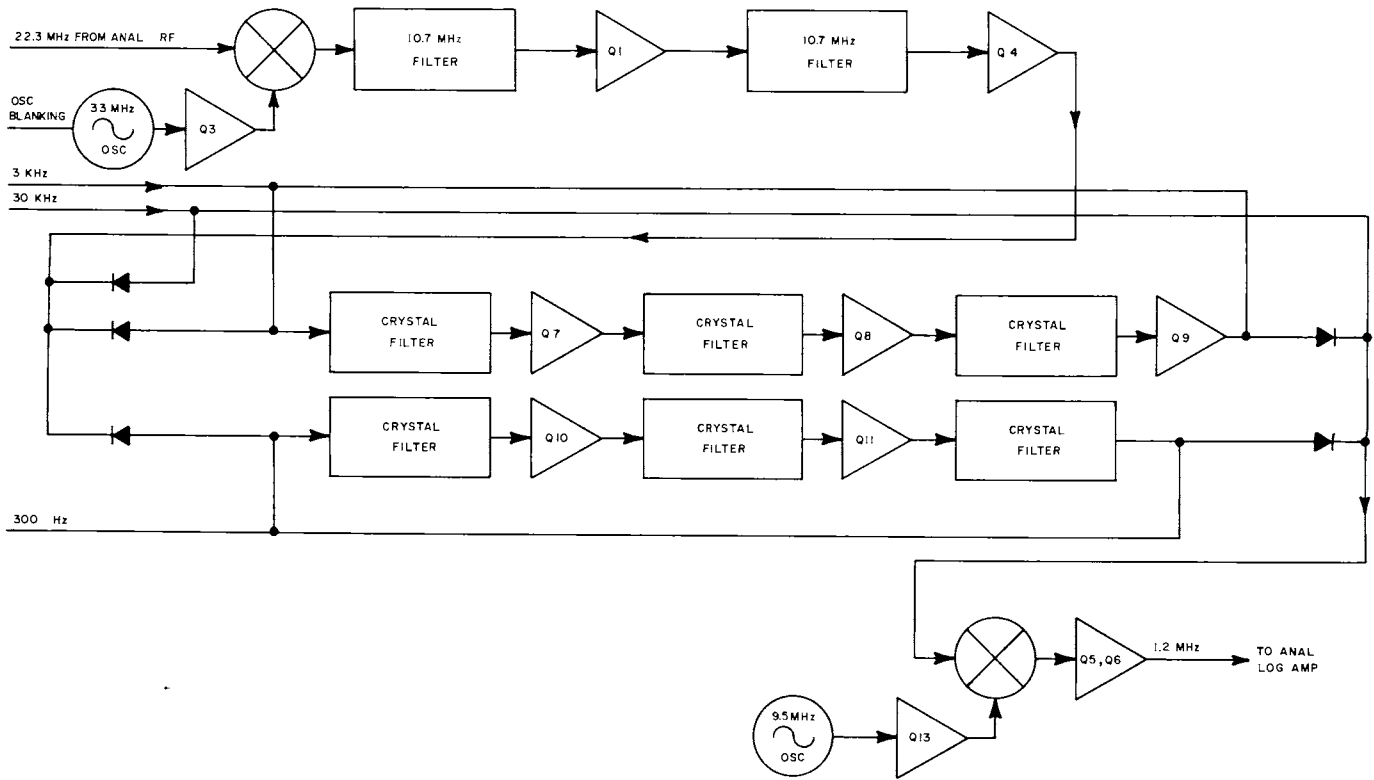 22.3 MHz FROM ANAL RF
10.7 MHz
FILTER
Q1
10.7 MHz
FILTER
Q4
OSC
BLANKING
33 MHz
OSC
Q3
3 KHz
30 KHz
CRYSTAL
FILTER
Q7
CRYSTAL
FILTER
Q8
CRYSTAL
FILTER
Q9
CRYSTAL
FILTER
Q10
CRYSTAL
FILTER
Q11
CRYSTAL
FILTER
300 Hz
Q5,Q6
1.2 MHz
TO ANAL
LOG AMP
9.5MHz
OSC
Q13